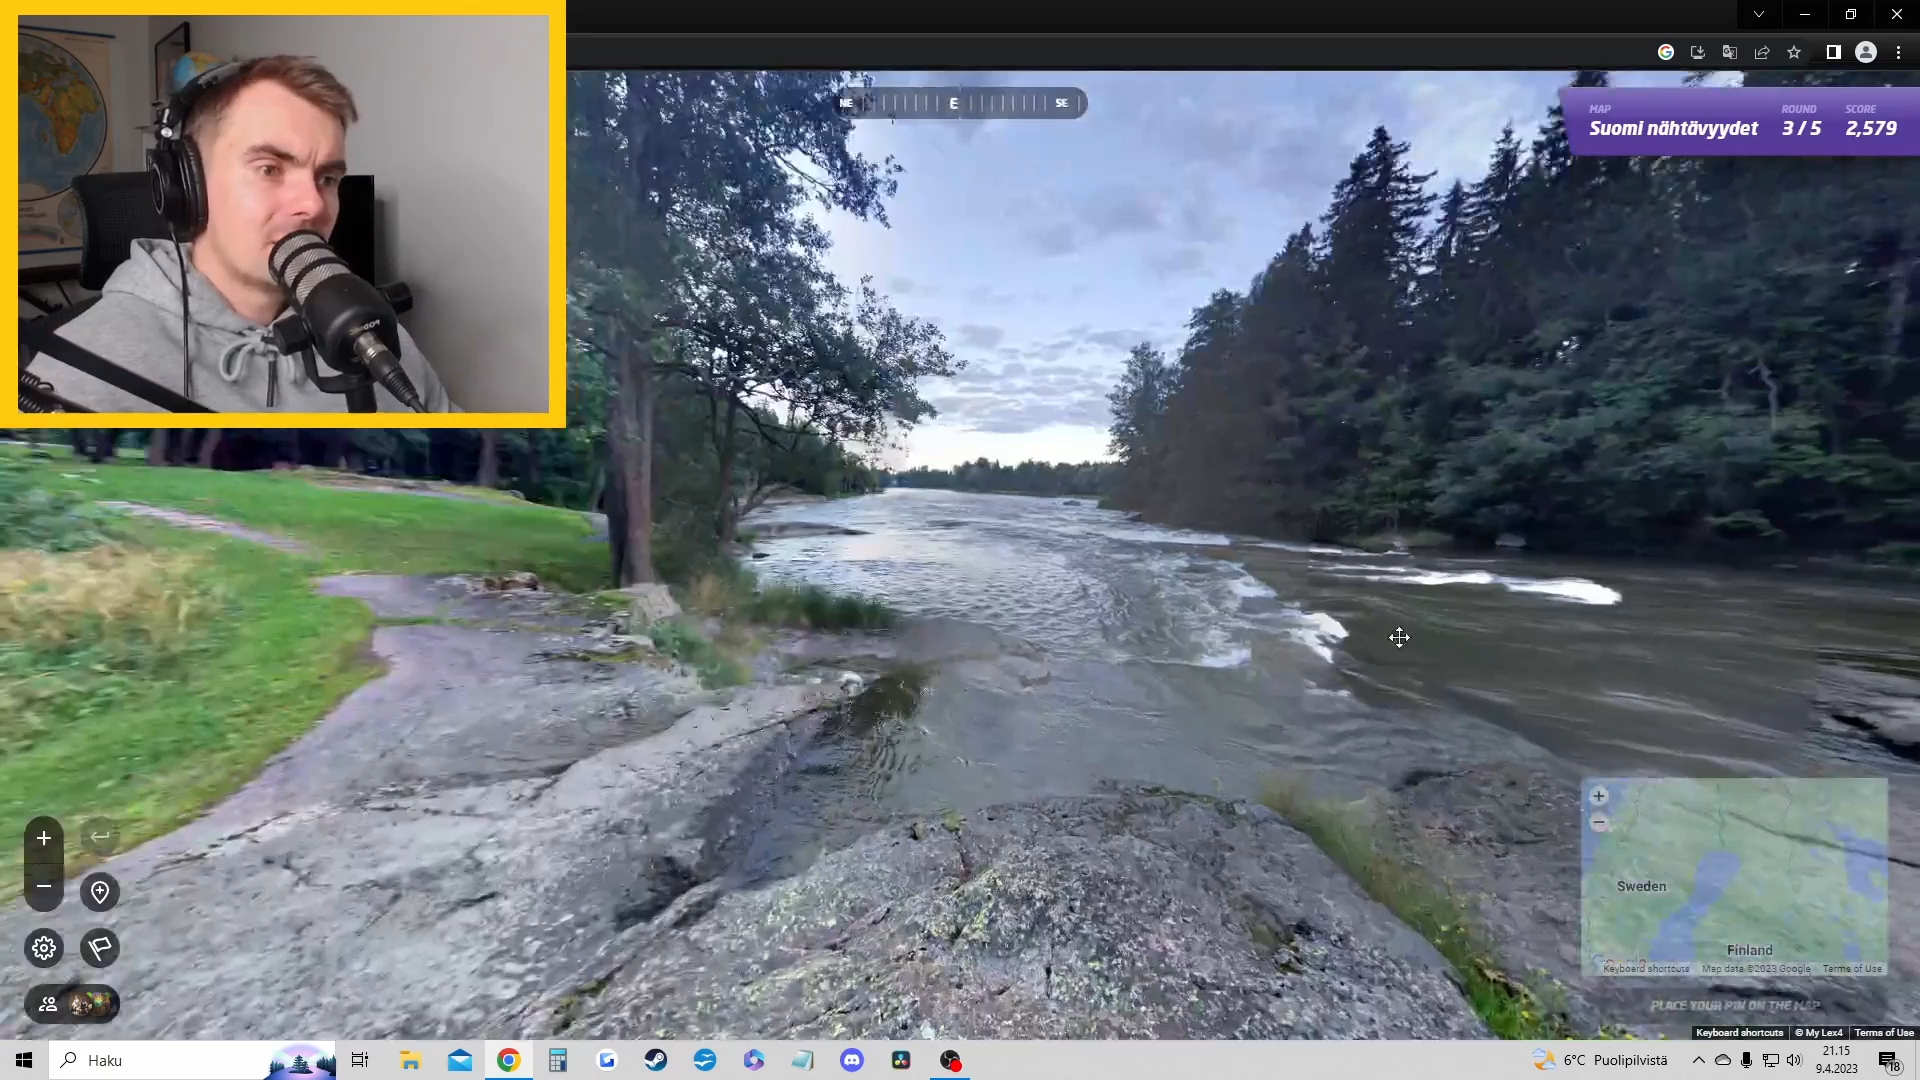 NE
E
SE
MAP
ROUND
SCORE
Suomi nähtävyydet
3 / 5
2,579
Sweden
Finland
Google
Keyboard shortcuts
Map data ©2023 Google
Terms of Use
PLACE YOUR PIN ON THE MAP
Keyboard shortcuts
© My Lex4
Terms of Use
Haku
6°C Puolipilvistä
21.15
9.4.2023
18